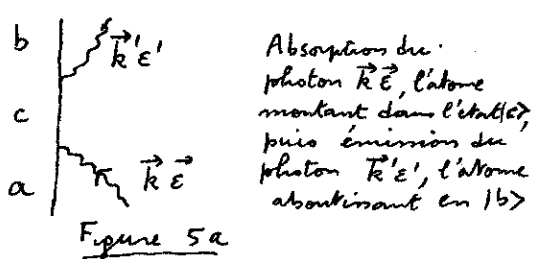 b
k⃗'ε'
c
k⃗ ε⃗
a
Figure 5a
Absorption du
photon k⃗ε⃗, l'atome
montant dans l'état|c>,
puis émission du
photon k⃗'ε', l'atome
aboutissant en |b>